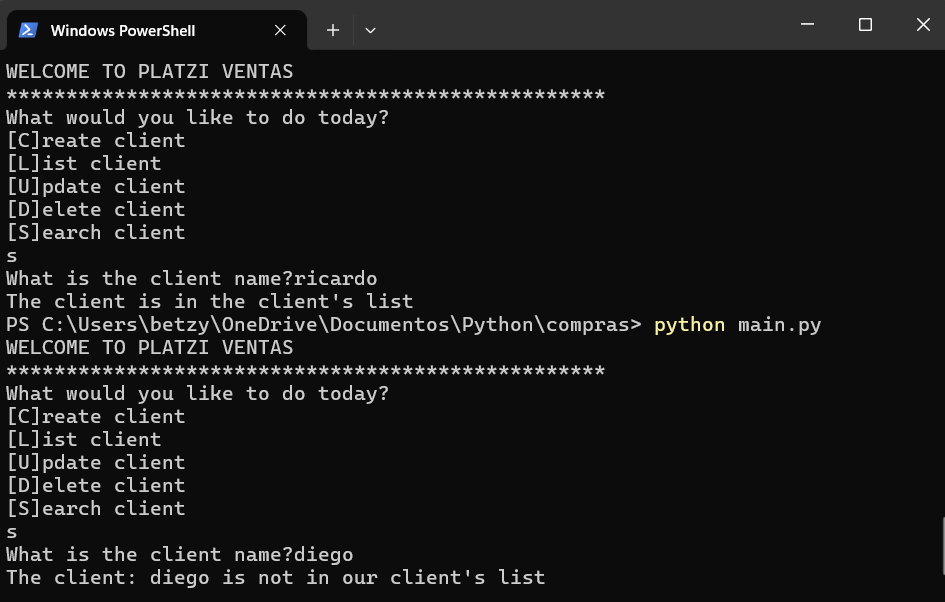 Windows PowerShell
WELCOME TO PLATZI VENTAS
**************************************************
What would you like to do today?
[C]reate client
[L]ist client
[U]pdate client
[D]elete client
[S]earch client
s
What is the client name?ricardo
The client is in the client's list
PS C:\Users\betzy\OneDrive\Documentos\Python\compras> python main.py
WELCOME TO PLATZI VENTAS
**************************************************
What would you like to do today?
[C]reate client
[L]ist client
[U]pdate client
[D]elete client
[S]earch client
s
What is the client name?diego
The client: diego is not in our client's list